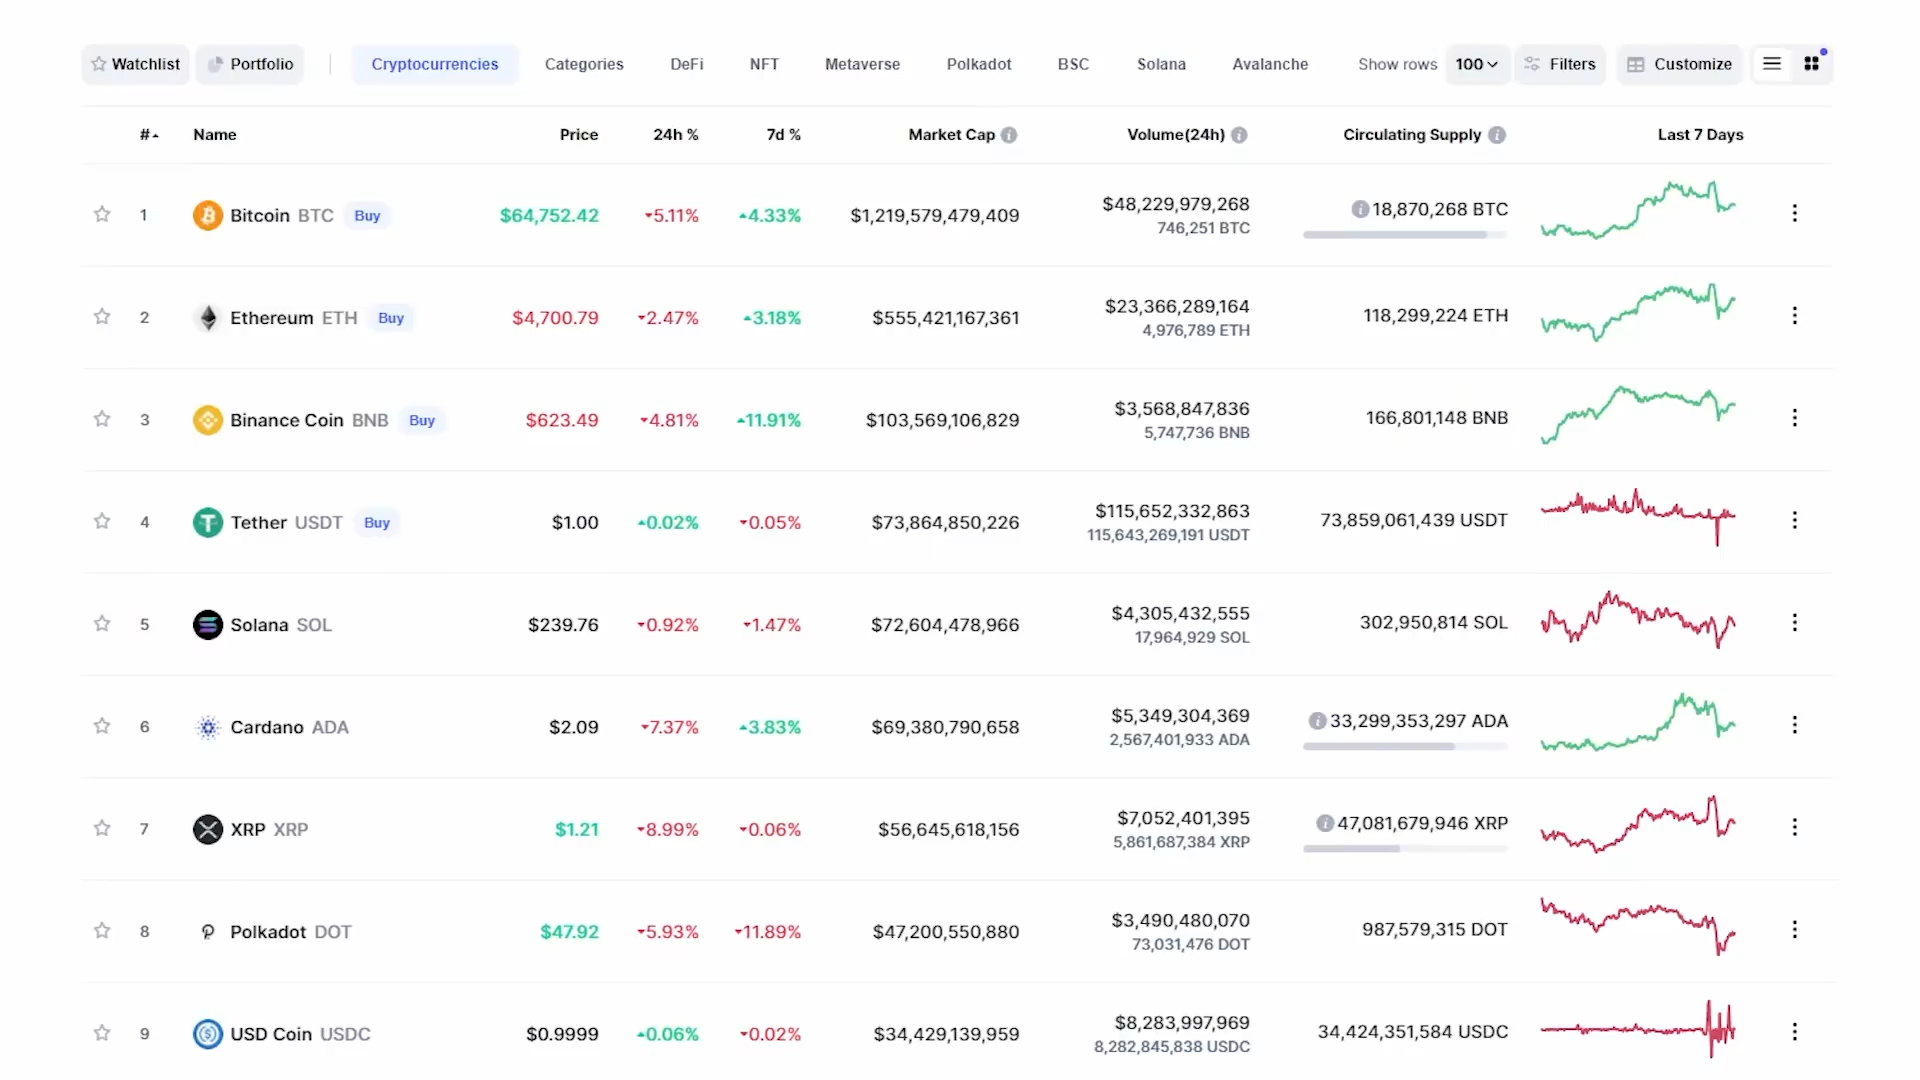 Watchlist Portfolio Cryptocurrencies Categories DeFi NFT Metaverse Polkadot BSC Solana Avalanche Show rows 100 Filters Customize
# Name Price 24h % 7d % Market Cap Volume(24h) Circulating Supply Last 7 Days
1 Bitcoin BTC Buy $64,752.42 5.11% 4.33% $1,219,579,479,409 $48,229,979,268 18,870,268 BTC
746,251 BTC
2 Ethereum ETH Buy $4,700.79 2.47% 3.18% $555,421,167,361 $23,366,289,164 118,299,224 ETH
4,976,789 ETH
3 Binance Coin BNB Buy $623.49 4.81% 11.91% $103,569,106,829 $3,568,847,836 166,801,148 BNB
5,747,736 BNB
4 Tether USDT Buy $1.00 0.02% 0.05% $73,864,850,226 $115,652,332,863 73,859,061,439 USDT
115,643,269,191 USDT
5 Solana SOL $239.76 0.92% 1.47% $72,604,478,966 $4,305,432,555 302,950,814 SOL
17,964,929 SOL
6 Cardano ADA $2.09 7.37% 3.83% $69,380,790,658 $5,349,304,369 33,299,353,297 ADA
2,567,401,933 ADA
7 XRP XRP $1.21 8.99% 0.06% $56,645,618,156 $7,052,401,395 47,081,679,946 XRP
5,861,687,384 XRP
8 Polkadot DOT $47.92 5.93% 11.89% $47,200,550,880 $3,490,480,070 987,579,315 DOT
73,031,476 DOT
9 USD Coin USDC $0.9999 0.06% 0.02% $34,429,139,959 $8,283,997,969 34,424,351,584 USDC
8,282,845,838 USDC